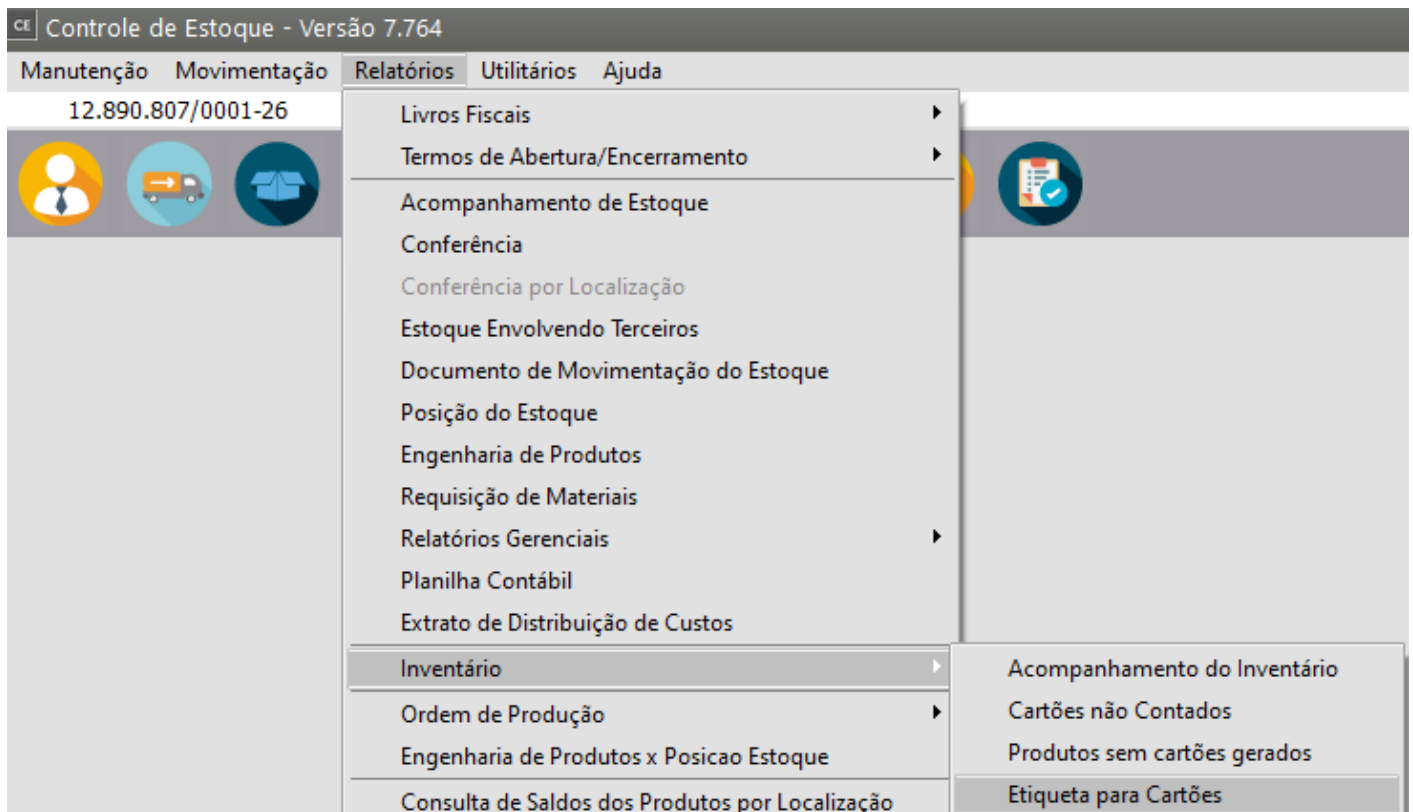 CE Controle de Estoque - Versão 7.764
Manutenção Movimentação Relatórios Utilitários Ajuda
12.890.807/0001-26
Livros Fiscais
Termos de Abertura/Encerramento
Acompanhamento de Estoque
Conferência
Conferência por Localização
Estoque Envolvendo Terceiros
Documento de Movimentação do Estoque
Posição do Estoque
Engenharia de Produtos
Requisição de Materiais
Relatórios Gerenciais
Planilha Contábil
Extrato de Distribuição de Custos
Inventário
Ordem de Produção
Engenharia de Produtos x Posicao Estoque
Consulta de Saldos dos Produtos por Localização
Acompanhamento do Inventário
Cartões não Contados
Produtos sem cartões gerados
Etiqueta para Cartões